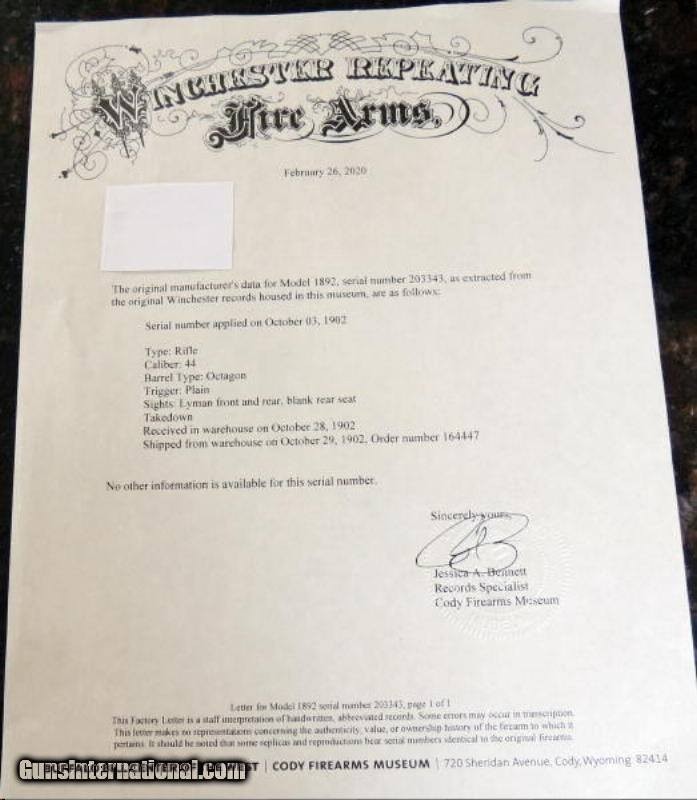 WINCHESTER REPEATING
Fire Arms,
February 26, 2020
The original manufacturer's data for Model 1892, serial number 203343, as extracted from
the original Winchester records housed in this museum, are as follows:
Serial number applied on October 03, 1902
Type: Rifle
Caliber: 44
Barrel Type: Octagon
Trigger: Plain
Sights: Lyman front and rear, blank rear seat
Takedown
Received in warehouse on October 28, 1902
Shipped from warehouse on October 29, 1902, Order number 164447
No other information is available for this serial number.
Sincerely yours,
Jessica A. Bennett
Records Specialist
Cody Firearms Museum
Letter for Model 1892 serial number 203343, page 1 of 1
This Factory Letter is a staff interpretation of handwritten, abbreviated records. Some errors may occur in transcription.
This letter makes no representations concerning the authenticity, value, or ownership history of the firearm to which it
pertains. It should be noted that some replicas and reproductions bear serial numbers identical to the original firearms.
WEST | CODY FIREARMS MUSEUM | 720 Sheridan Avenue, Cody, Wyoming 82414
GunsInternational.com